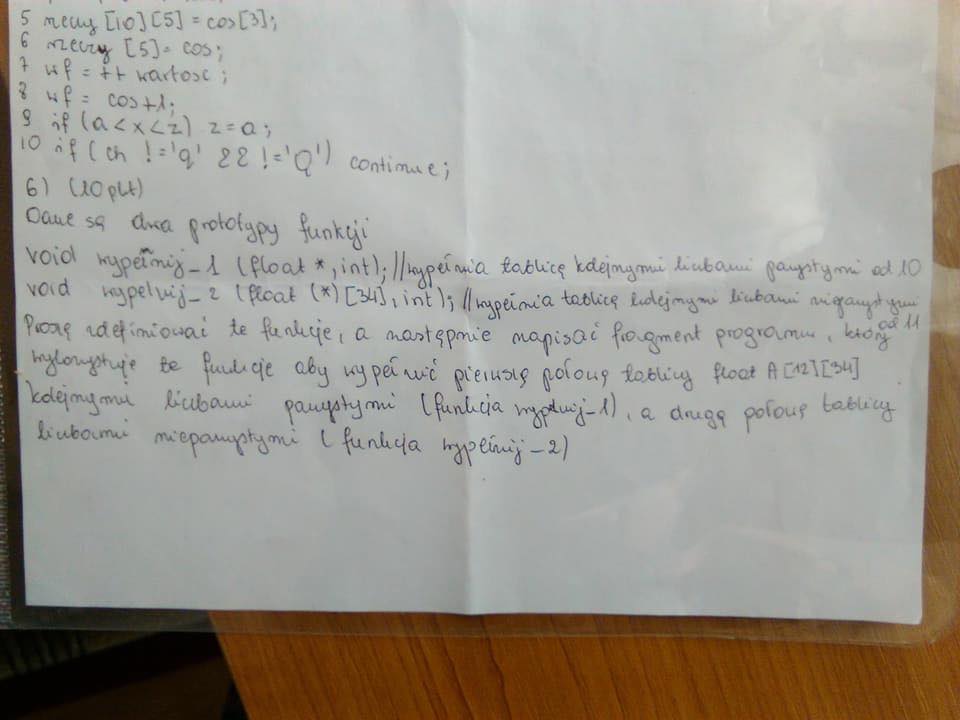 5 rzeczy [10][5] = cos[3];
6 rzeczy [5] = cos;
7 wf = ++ wartosc ;
8 wf = cos+1;
9 if (a < x < z) z = a;
10 if ( ch != 'q' && != 'Q') continue;
6) (10 pkt)
Dane są dwa prototypy funkcji
void wypełnij_1 (float *, int); //wypełnia tablicę kolejnymi liczbami parzystymi od 10
void wypelnij_2 (float (*)[34], int); //wypełnia tablicę kolejnymi liczbami nieparzystymi od 11
Proszę zdefiniować te funkcje, a następnie napisać fragment programu, który
wykorzystuje te funkcje aby wypełnić pierwszą połowę tablicy float A[12][34]
kolejnymi liczbami parzystymi (funkcja wypełnij_1), a drugą połowę tablicy
liczbami nieparzystymi (funkcja wypełnij_2)